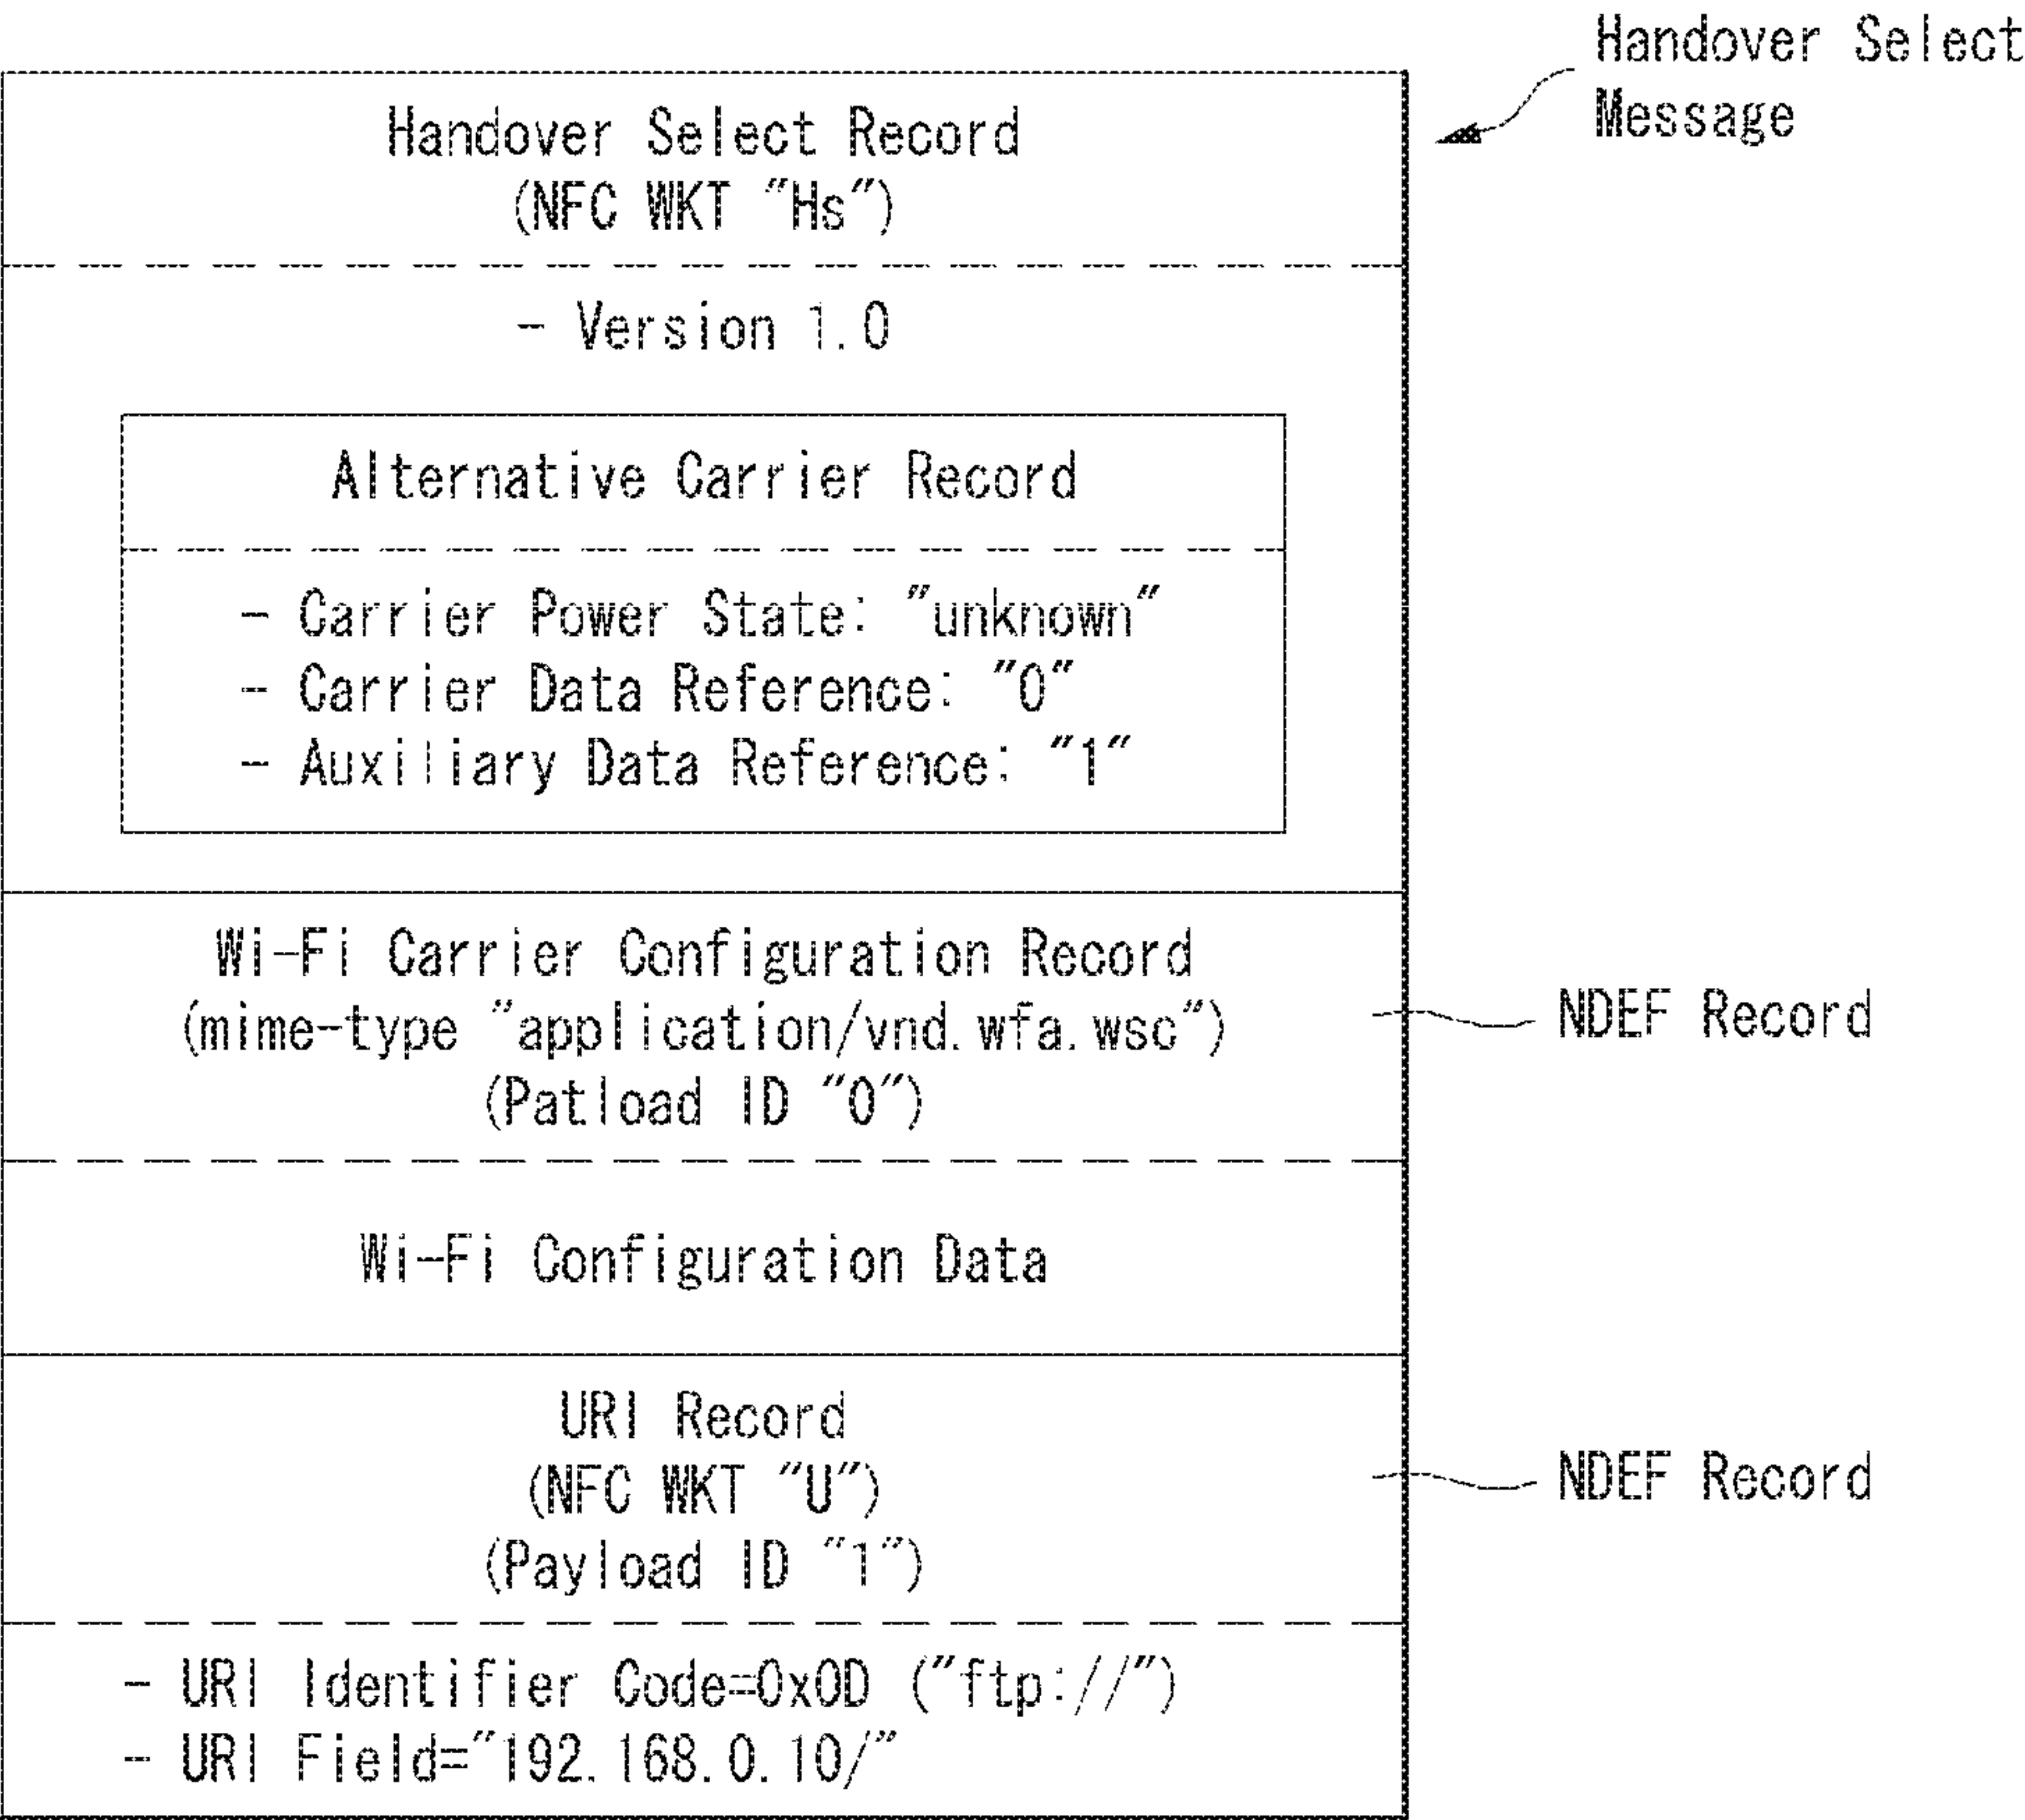 Handover Select
Message
Handover Select Record
(NFC WKT "Hs")
- Version 1.0
Alternative Carrier Record
- Carrier Power State: "unknown"
- Carrier Data Reference: "0"
- Auxiliary Data Reference: "1"
Wi-Fi Carrier Configuration Record
(mime-type "application/vnd.wfa.wsc")
(Patload ID "0")
NDEF Record
Wi-Fi Configuration Data
URI Record
(NFC WKT "U")
(Payload ID "1")
NDEF Record
- URI Identifier Code=0x0D ("ftp://")
- URI Field="192.168.0.10/"